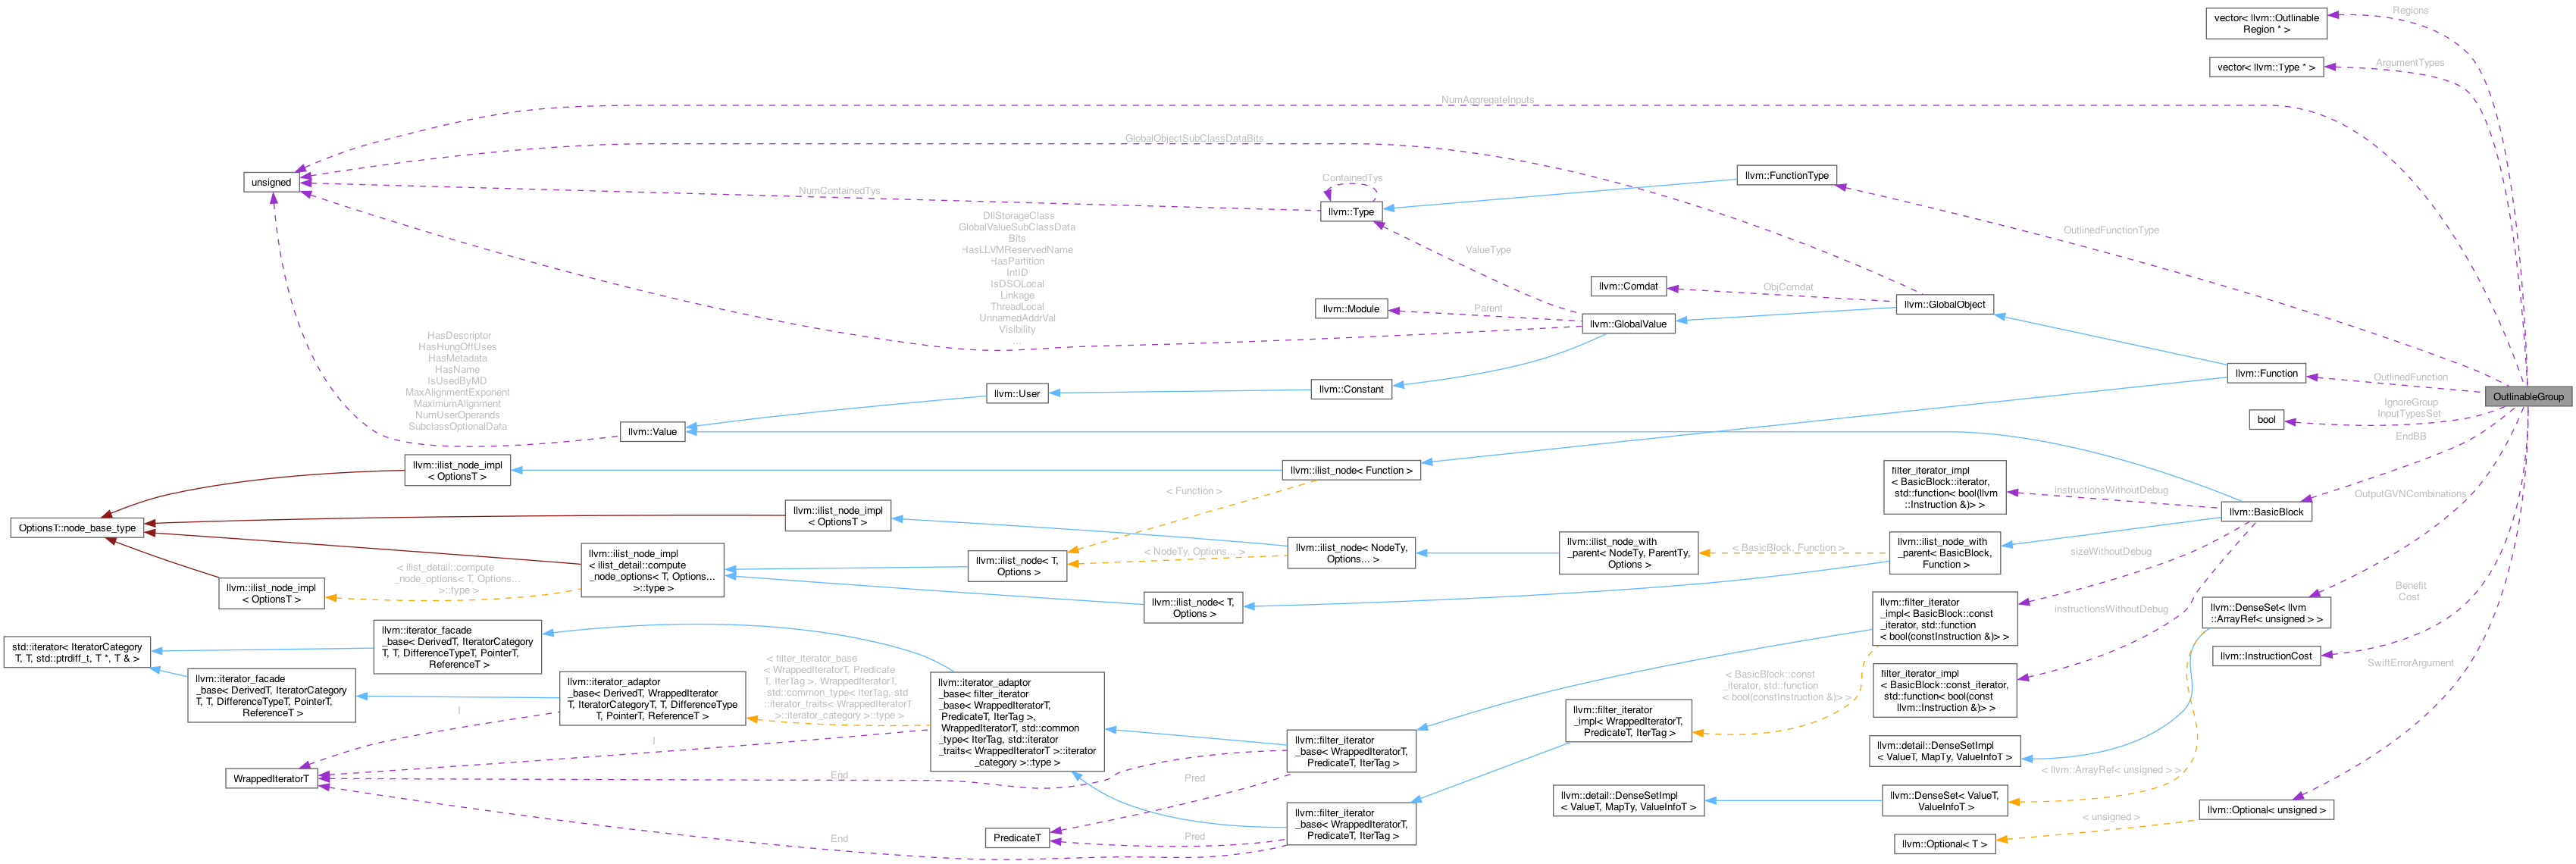 vector< llvm::Outlinable
Region * >
Regions
vector< llvm::Type * >
ArgumentTypes
NumAggregateInputs
GlobalObjectSubClassDataBits
unsigned
NumContainedTys
ContainedTys
llvm::Type
llvm::FunctionType
DllStorageClass
GlobalValueSubClassData
Bits
HasLLVMReservedName
HasPartition
IntID
IsDSOLocal
Linkage
ThreadLocal
UnnamedAddrVal
Visibility
...
ValueType
OutlinedFunctionType
llvm::Comdat
ObjComdat
llvm::GlobalObject
llvm::Module
Parent
llvm::GlobalValue
HasDescriptor
HasHungOffUses
HasMetadata
HasName
IsUsedByMD
MaxAlignmentExponent
MaximumAlignment
NumUserOperands
SubclassOptionalData
llvm::Function
OutlinedFunction
llvm::User
llvm::Constant
OutlinableGroup
bool
IgnoreGroup
InputTypesSet
llvm::Value
EndBB
llvm::ilist_node_impl
< OptionsT >
llvm::ilist_node< Function >
filter_iterator_impl
< BasicBlock::iterator,
std::function< bool(llvm
::Instruction &)> >
instructionsWithoutDebug
OutputGVNCombinations
< Function >
llvm::ilist_node_impl
< OptionsT >
llvm::BasicBlock
OptionsT::node_base_type
llvm::ilist_node_impl
< ilist_detail::compute
_node_options< T, Options...
>::type >
llvm::ilist_node< T,
Options >
< NodeTy, Options... >
llvm::ilist_node< NodeTy,
Options... >
llvm::ilist_node_with
_parent< NodeTy, ParentTy,
Options >
< BasicBlock, Function >
llvm::ilist_node_with
_parent< BasicBlock,
Function >
sizeWithoutDebug
< ilist_detail::compute
_node_options< T, Options...
>::type >
llvm::ilist_node_impl
< OptionsT >
llvm::ilist_node< T,
Options >
llvm::filter_iterator
_impl< BasicBlock::const
_iterator, std::function
< bool(constInstruction &)> >
instructionsWithoutDebug
llvm::DenseSet< llvm
::ArrayRef< unsigned > >
Benefit
Cost
std::iterator< IteratorCategory
T, T, std::ptrdiff_t, T *, T & >
llvm::iterator_facade
_base< DerivedT, IteratorCategory
T, T, DifferenceTypeT, PointerT,
ReferenceT >
llvm::iterator_facade
_base< DerivedT, IteratorCategory
T, T, DifferenceTypeT, PointerT,
ReferenceT >
llvm::iterator_adaptor
_base< DerivedT, WrappedIterator
T, IteratorCategoryT, T, DifferenceType
T, PointerT, ReferenceT >
< filter_iterator_base
< WrappedIteratorT, Predicate
T, IterTag >, WrappedIteratorT,
std::common_type< IterTag, std
::iterator_traits< WrappedIteratorT
>::iterator_category >::type >
llvm::iterator_adaptor
_base< filter_iterator
_base< WrappedIteratorT,
PredicateT, IterTag >,
WrappedIteratorT, std::common
_type< IterTag, std::iterator
_traits< WrappedIteratorT >::iterator
_category >::type >
llvm::InstructionCost
SwiftErrorArgument
filter_iterator_impl
< BasicBlock::const_iterator,
std::function< bool(const
llvm::Instruction &)> >
< BasicBlock::const
_iterator, std::function
< bool(constInstruction &)> >
llvm::filter_iterator
_impl< WrappedIteratorT,
PredicateT, IterTag >
I
I
llvm::filter_iterator
_base< WrappedIteratorT,
PredicateT, IterTag >
llvm::detail::DenseSetImpl
< ValueT, MapTy, ValueInfoT >
WrappedIteratorT
End
Pred
< llvm::ArrayRef< unsigned > >
llvm::detail::DenseSetImpl
< ValueT, MapTy, ValueInfoT >
llvm::DenseSet< ValueT,
ValueInfoT >
llvm::Optional< unsigned >
llvm::filter_iterator
_base< WrappedIteratorT,
PredicateT, IterTag >
PredicateT
Pred
End
< unsigned >
llvm::Optional< T >